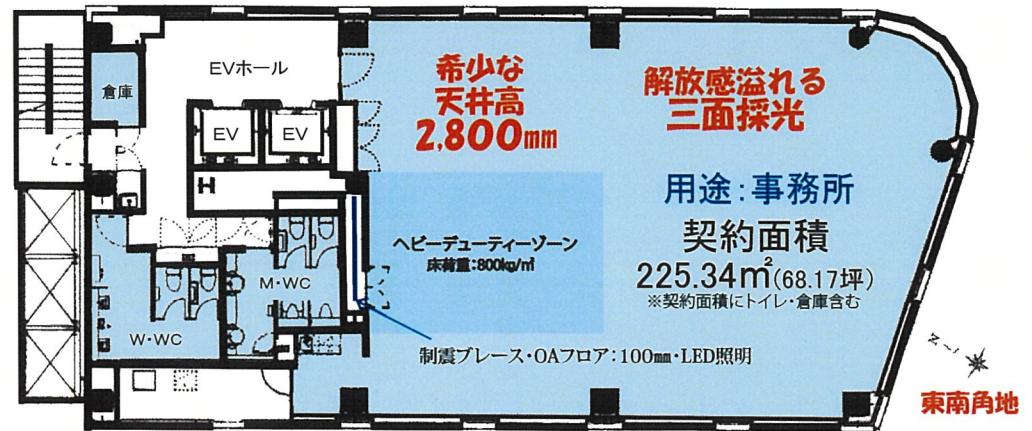 EVホール
倉庫
EV
EV
希少な
天井高
2,800mm
解放感溢れる
三面採光
用途:事務所
契約面積
225.34㎡(68.17坪)
※契約面積にトイレ・倉庫含む
ヘビーデューティーゾーン
床荷重:800kg/㎡
M・WC
W・WC
制震ブレース・OAフロア:100mm・LED照明
N
東南角地